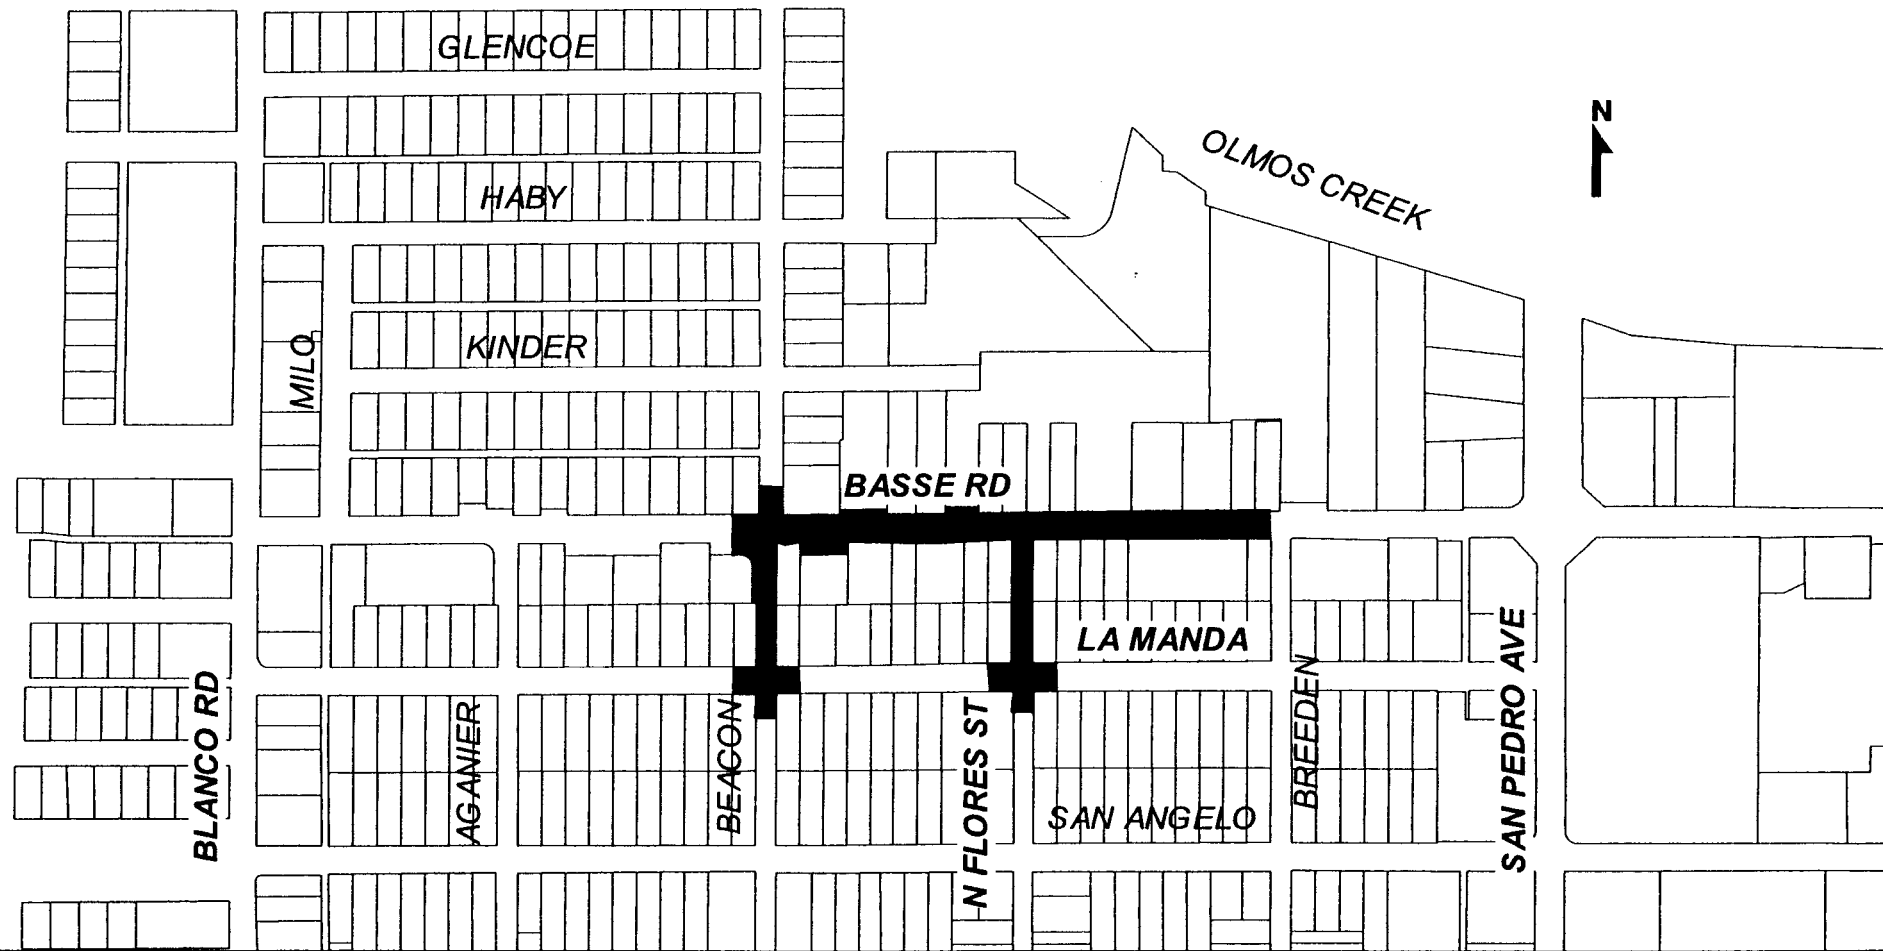 GLENCOE
N
OLMOS CREEK
HABY
MILO
KINDER
BASSE RD
LA MANDA
BLANCO RD
AGANIER
BEACON
N FLORES ST
BREEDEN
SAN PEDRO AVE
SAN ANGELO